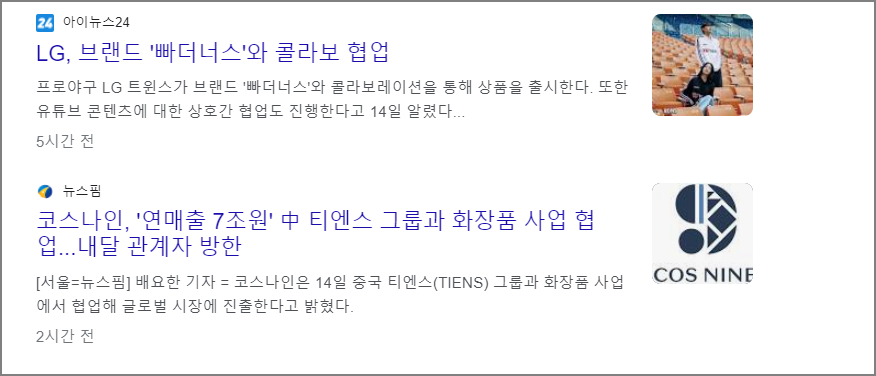 24 아이뉴스24
LG, 브랜드 '빠더너스'와 콜라보 협업
프로야구 LG 트윈스가 브랜드 '빠더너스'와 콜라보레이션을 통해 상품을 출시한다. 또한
유튜브 콘텐츠에 대한 상호간 협업도 진행한다고 14일 알렸다...
5시간 전
뉴스핌
코스나인, '연매출 7조원' 中 티엔스 그룹과 화장품 사업 협
업...내달 관계자 방한
[서울=뉴스핌] 배요한 기자 = 코스나인은 14일 중국 티엔스(TIENS) 그룹과 화장품 사업
에서 협업해 글로벌 시장에 진출한다고 밝혔다.
2시간 전
COS NINE